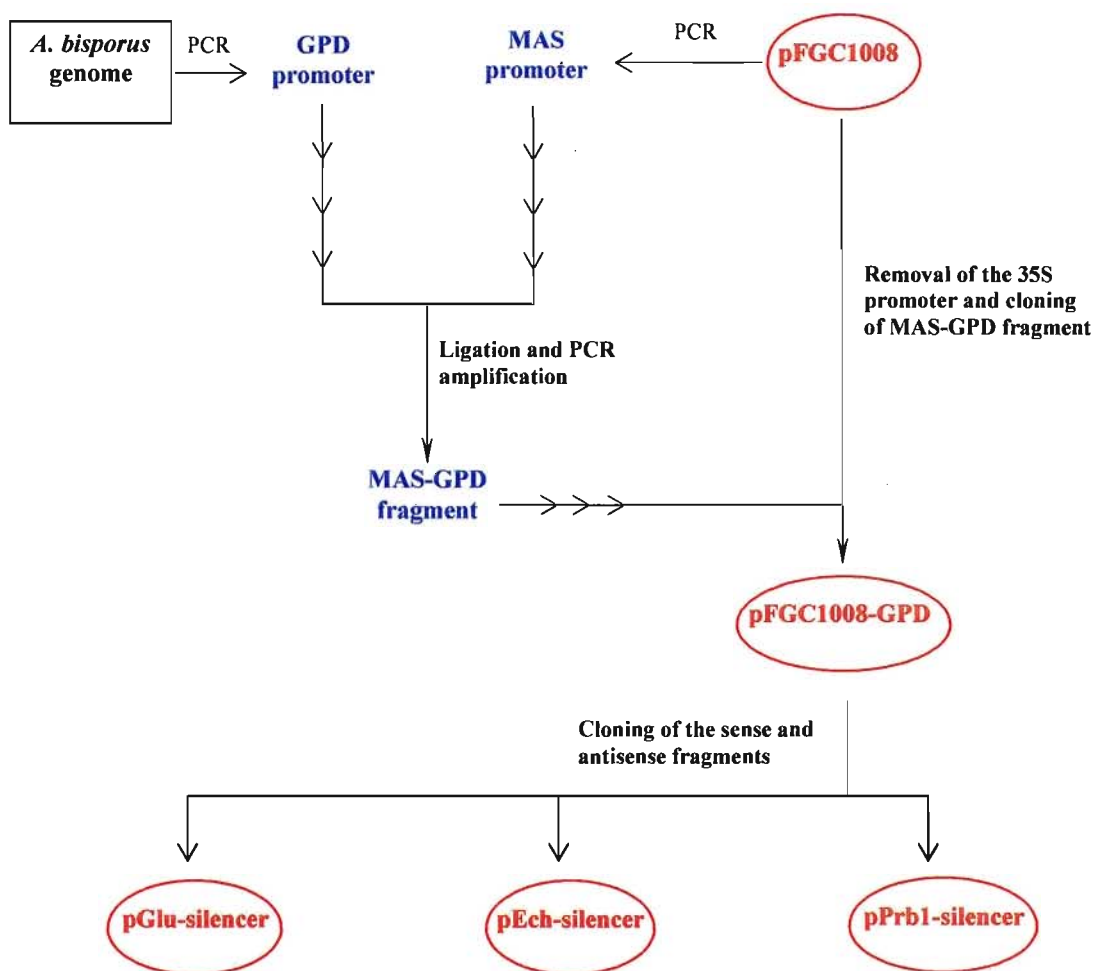 A. bisporus
genome
PCR
GPD
promoter
MAS
promoter
PCR
pFGC1008
Removal of the 35S
promoter and cloning
of MAS-GPD fragment
Ligation and PCR
amplification
MAS-GPD
fragment
pFGC1008-GPD
Cloning of the sense and
antisense fragments
pGlu-silencer
pEch-silencer
pPrb1-silencer